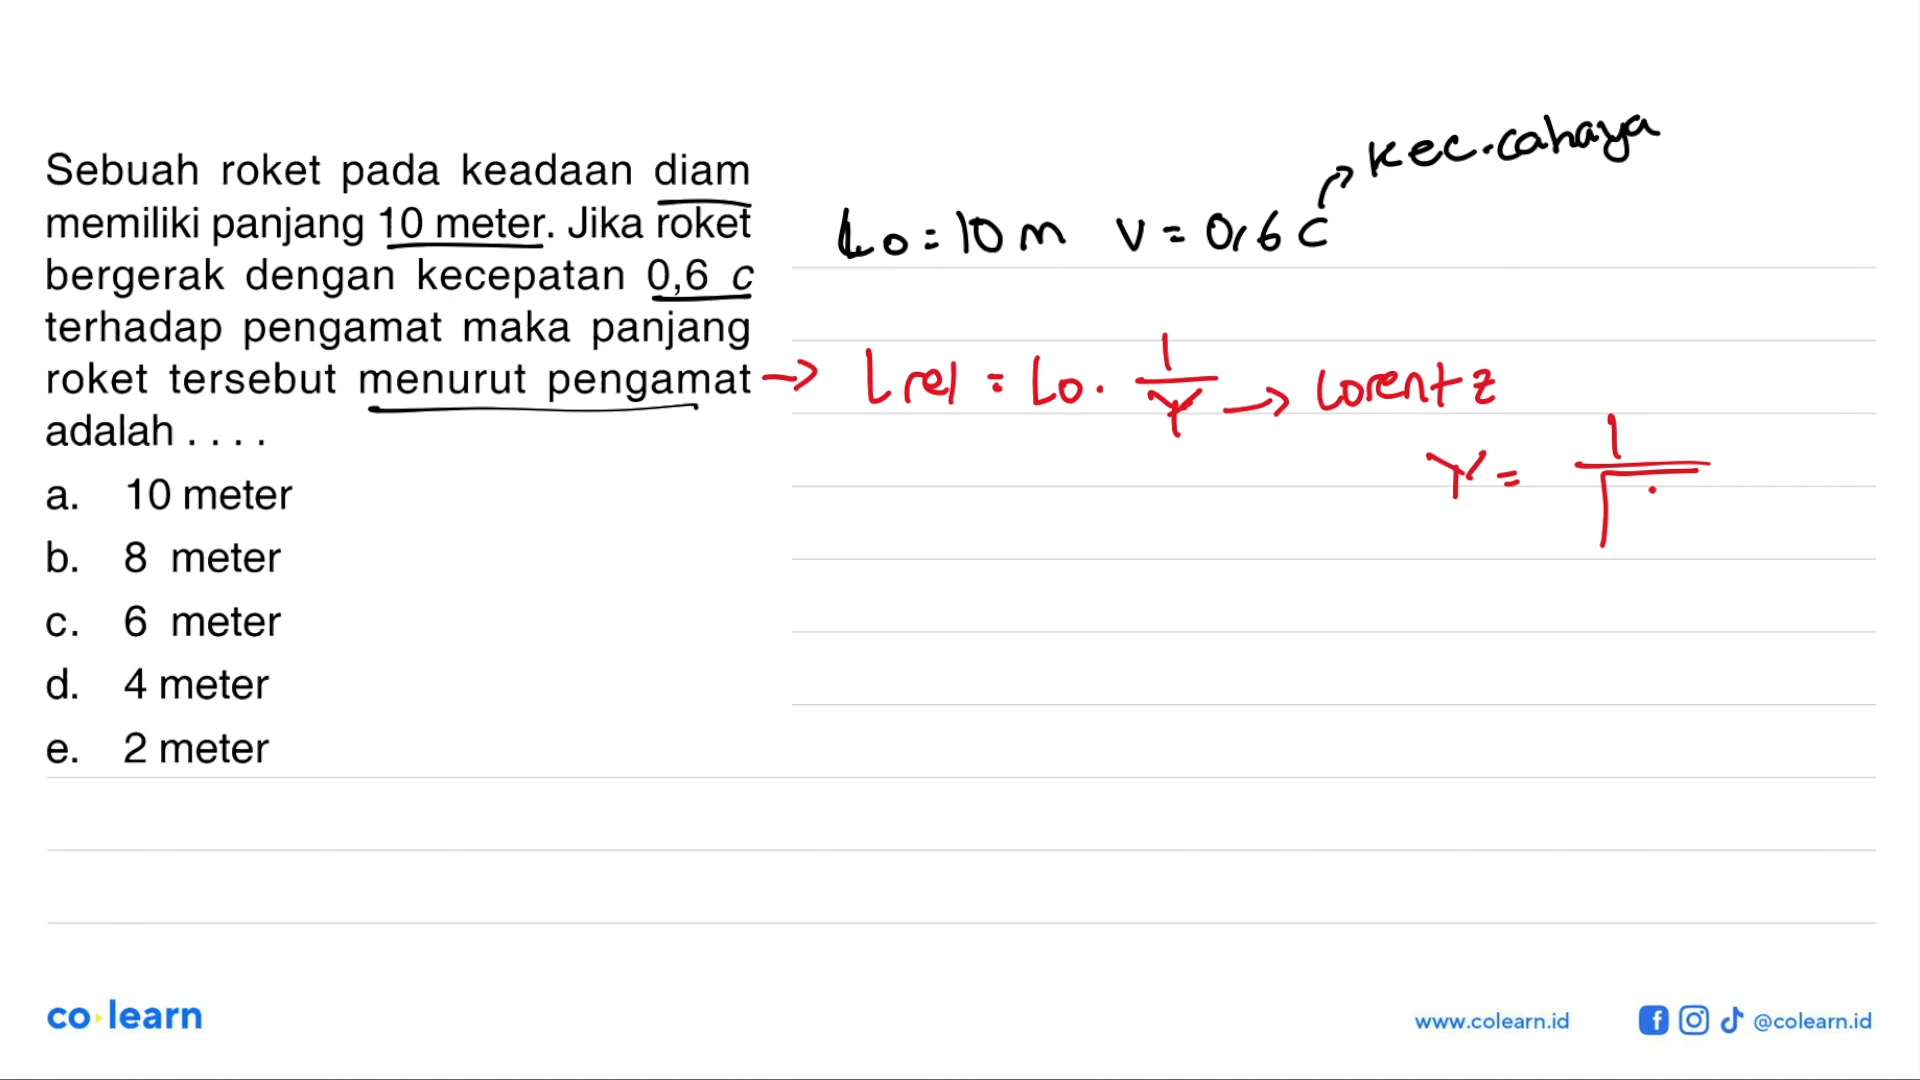 Sebuah roket pada keadaan diam
memiliki panjang 10 meter. Jika roket
bergerak dengan kecepatan 0,6 c
terhadap pengamat maka panjang
roket tersebut menurut pengamat
adalah . . . .
a. 10 meter
b. 8 meter
c. 6 meter
d. 4 meter
e. 2 meter
→ kec. cahaya
Lo = 10 m v = 0,6 c
→ Lrel = Lo . 1/γ → Lorentz
γ = 1/√.
co learn
www.colearn.id
@colearn.id